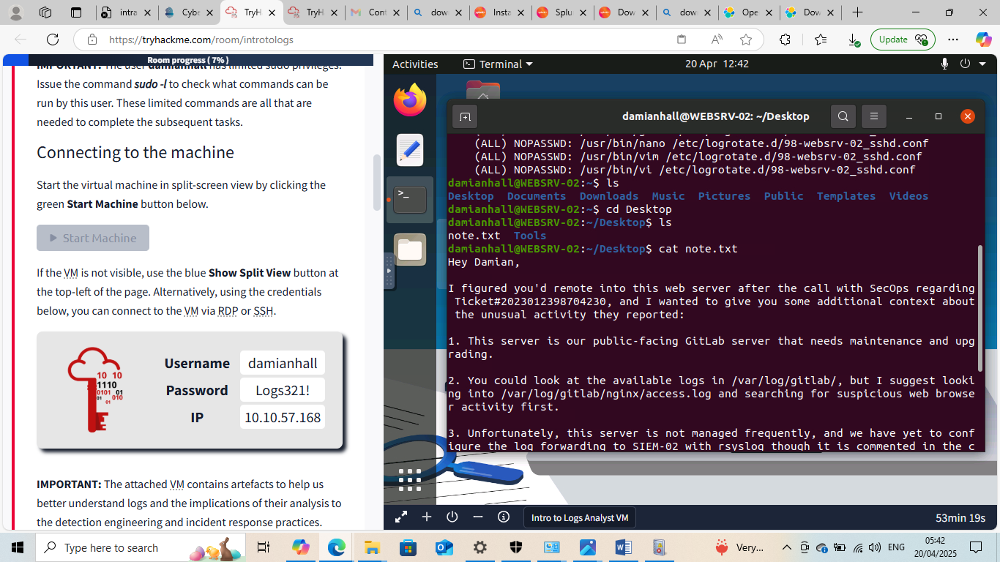 intra
Cybe
TryH
TryH
Cont
dow
Insta
Splu
Dow
dow
Ope
Dow
https://tryhackme.com/room/introtologs
Update
Room progress ( 7% )
IMPORTANT: The user damianhall has limited sudo privileges.
Issue the command sudo -l to check what commands can be
run by this user. These limited commands are all that are
needed to complete the subsequent tasks.
Connecting to the machine
Start the virtual machine in split-screen view by clicking the
green Start Machine button below.
Start Machine
If the VM is not visible, use the blue Show Split View button at
the top-left of the page. Alternatively, using the credentials
below, you can connect to the VM via RDP or SSH.
10 10
1110
0101 01
01 010
01
Username damianhall
Password Logs321!
IP 10.10.57.168
IMPORTANT: The attached VM contains artefacts to help us
better understand logs and the implications of their analysis to
the detection engineering and incident response practices.
Activities Terminal 20 Apr 12:42
damianhall@WEBSRV-02: ~/Desktop
(ALL) NOPASSWD: /usr/bin/nano /etc/logrotate.d/98-websrv-02_sshd.conf
(ALL) NOPASSWD: /usr/bin/vim /etc/logrotate.d/98-websrv-02_sshd.conf
(ALL) NOPASSWD: /usr/bin/vi /etc/logrotate.d/98-websrv-02_sshd.conf
damianhall@WEBSRV-02:~$ ls
Desktop Documents Downloads Music Pictures Public Templates Videos
damianhall@WEBSRV-02:~$ cd Desktop
damianhall@WEBSRV-02:~/Desktop$ ls
note.txt Tools
damianhall@WEBSRV-02:~/Desktop$ cat note.txt
Hey Damian,
I figured you'd remote into this web server after the call with SecOps regarding
Ticket#2023012398704230, and I wanted to give you some additional context about
the unusual activity they reported:
1. This server is our public-facing GitLab server that needs maintenance and upg
rading.
2. You could look at the available logs in /var/log/gitlab/, but I suggest looki
ng into /var/log/gitlab/nginx/access.log and searching for suspicious web browse
r activity first.
3. Unfortunately, this server is not managed frequently, and we have yet to conf
igure the log forwarding to SIEM-02 with rsyslog though it is commented in the c
Intro to Logs Analyst VM
53min 19s
Type here to search
Very...
ENG
05:42
20/04/2025